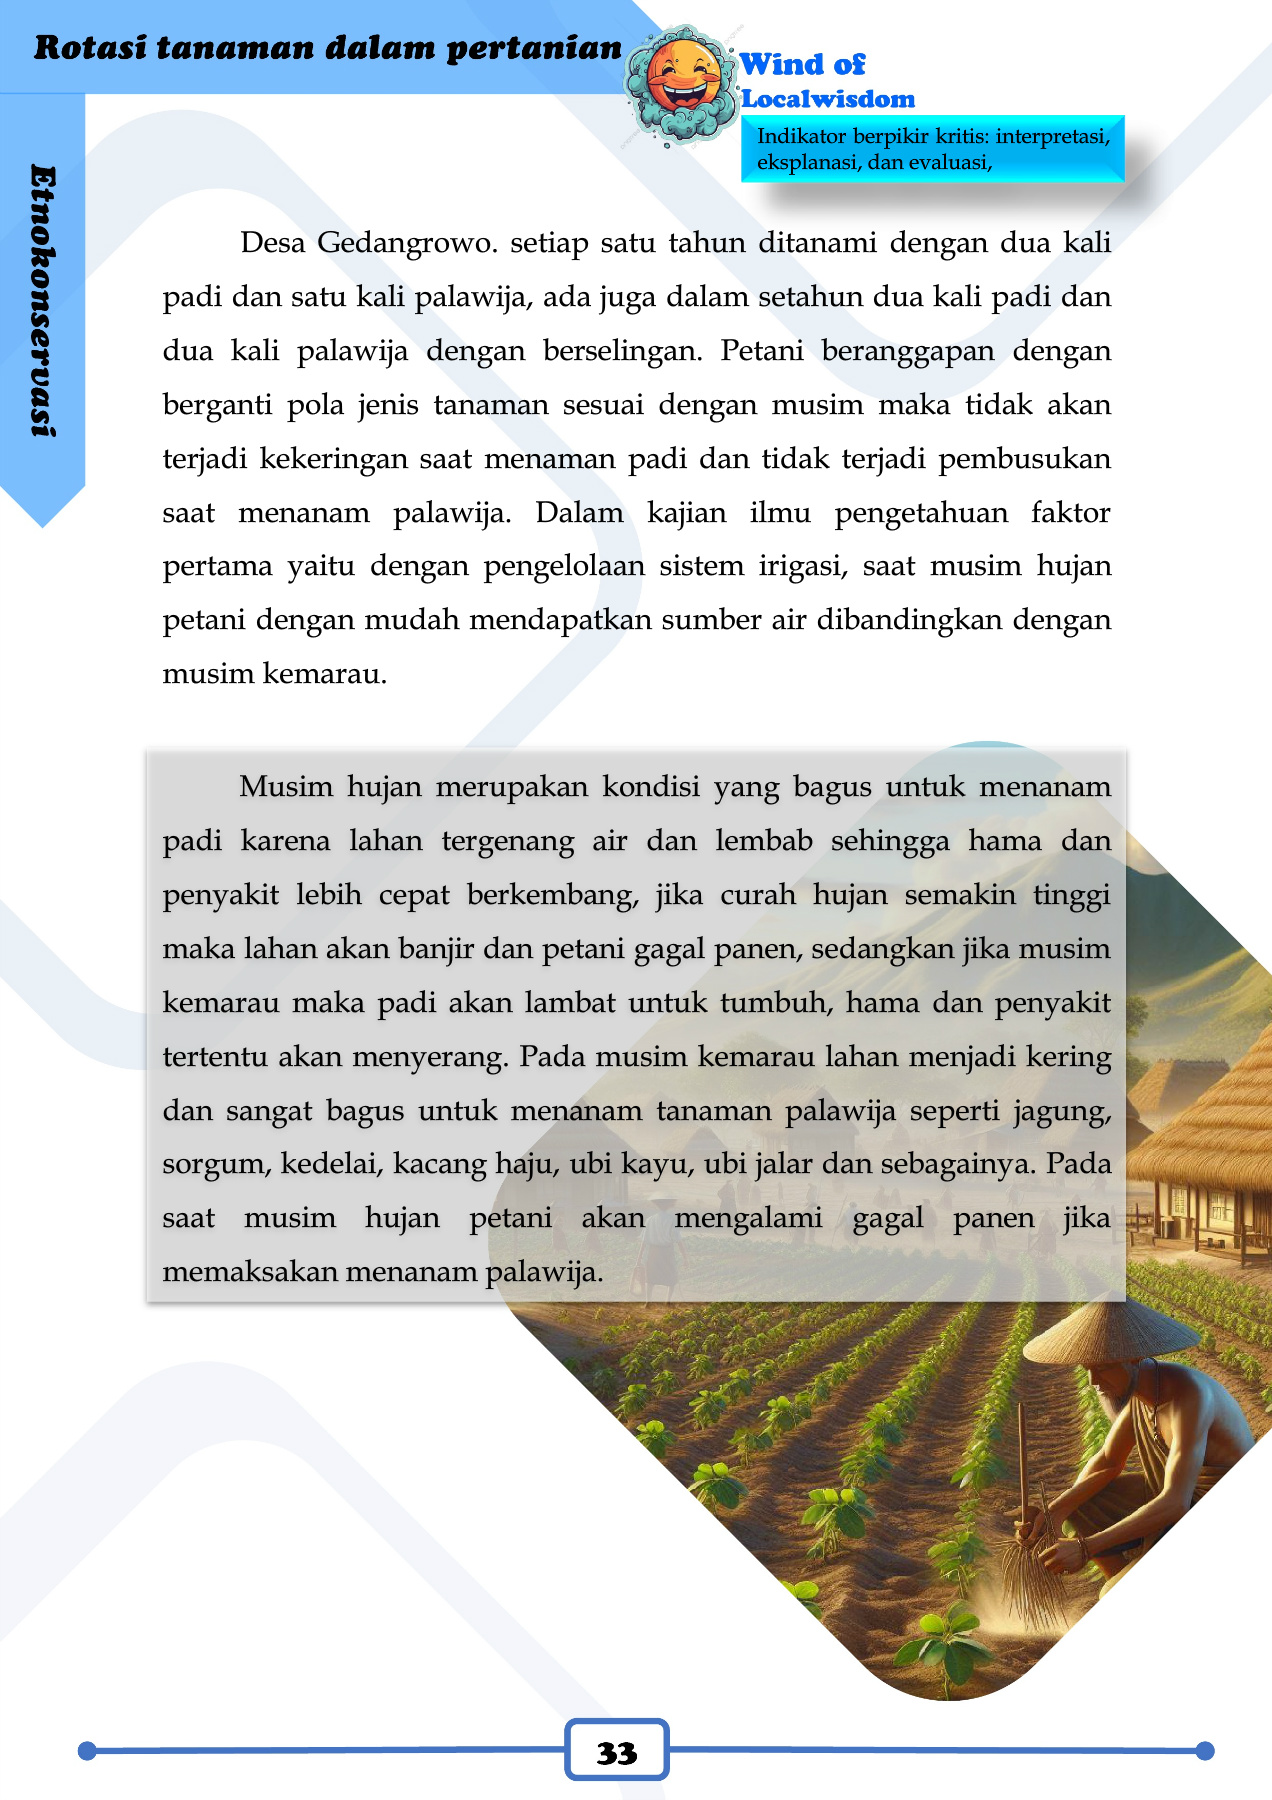 Rotasi tanaman dalam pertanian
Wind of
Localwisdom
Indikator berpikir kritis: interpretasi,
eksplanasi, dan evaluasi,
Etnokonservasi
Desa Gedangrowo. setiap satu tahun ditanami dengan dua kali
padi dan satu kali palawija, ada juga dalam setahun dua kali padi dan
dua kali palawija dengan berselingan. Petani beranggapan dengan
berganti pola jenis tanaman sesuai dengan musim maka tidak akan
terjadi kekeringan saat menaman padi dan tidak terjadi pembusukan
saat menanam palawija. Dalam kajian ilmu pengetahuan faktor
pertama yaitu dengan pengelolaan sistem irigasi, saat musim hujan
petani dengan mudah mendapatkan sumber air dibandingkan dengan
musim kemarau.
Musim hujan merupakan kondisi yang bagus untuk menanam
padi karena lahan tergenang air dan lembab sehingga hama dan
penyakit lebih cepat berkembang, jika curah hujan semakin tinggi
maka lahan akan banjir dan petani gagal panen, sedangkan jika musim
kemarau maka padi akan lambat untuk tumbuh, hama dan penyakit
tertentu akan menyerang. Pada musim kemarau lahan menjadi kering
dan sangat bagus untuk menanam tanaman palawija seperti jagung,
sorgum, kedelai, kacang haju, ubi kayu, ubi jalar dan sebagainya. Pada
saat musim hujan petani akan mengalami gagal panen jika
memaksakan menanam palawija.
33